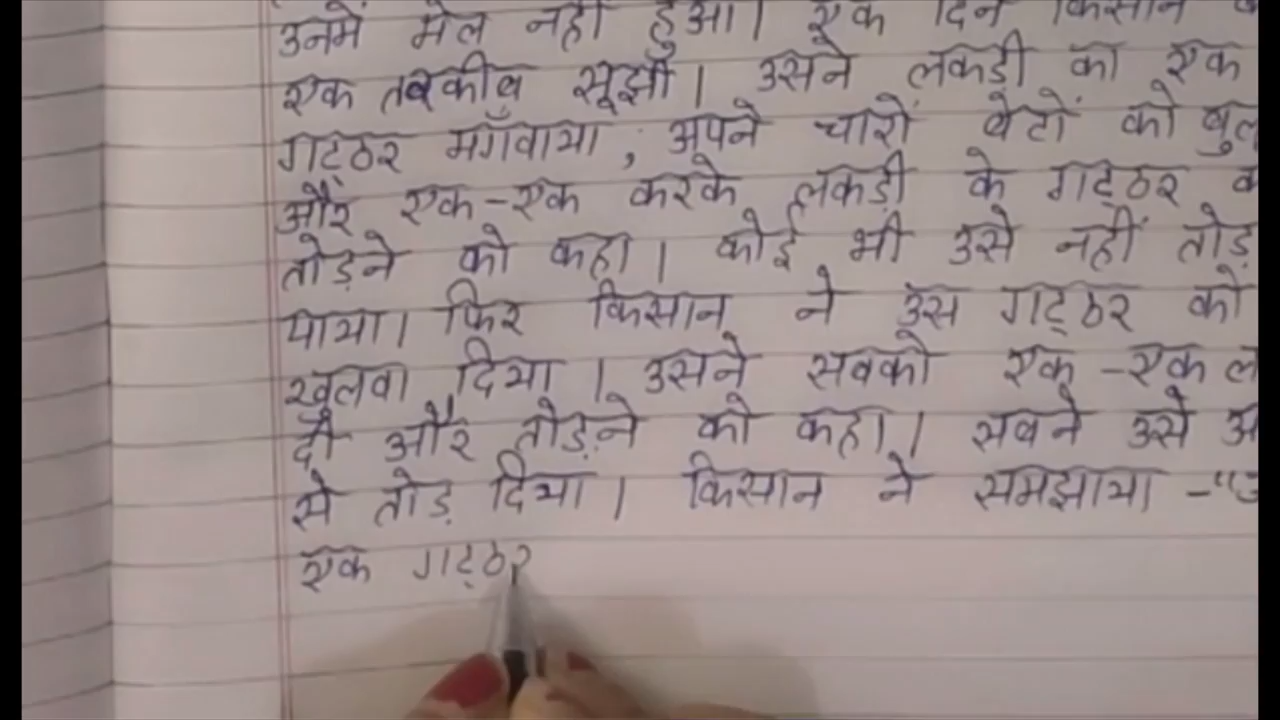 उनमें मेल नहीं हुआ। एक दिन किसान
एक तरकीब सूझी। उसने लकड़ी का एक
गट्ठर मँगवाया, अपने चारों बेटों को
और एक-एक करके लकड़ी के गट्ठर
तोड़ने को कहा। कोई भी उसे नहीं तोड़
पाया। फिर किसान ने उस गट्ठर को
खुलवा दिया। उसने सबको एक-एक
दी और तोड़ने को कहा। सबने उसे
से तोड़ दिया। किसान ने समझाया -"
एक गट्ठर